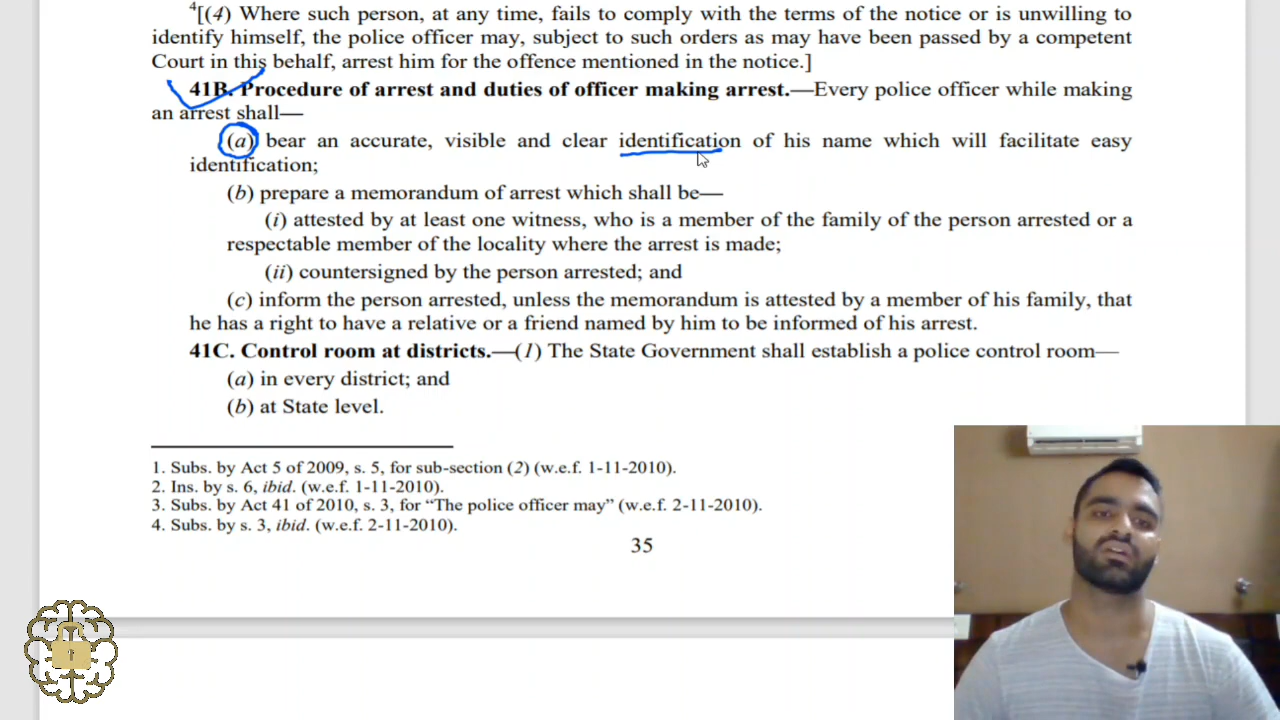 4[(4) Where such person, at any time, fails to comply with the terms of the notice or is unwilling to
identify himself, the police officer may, subject to such orders as may have been passed by a competent
Court in this behalf, arrest him for the offence mentioned in the notice.]
41B. Procedure of arrest and duties of officer making arrest.—Every police officer while making
an arrest shall—
(a) bear an accurate, visible and clear identification of his name which will facilitate easy
identification;
(b) prepare a memorandum of arrest which shall be—
(i) attested by at least one witness, who is a member of the family of the person arrested or a
respectable member of the locality where the arrest is made;
(ii) countersigned by the person arrested; and
(c) inform the person arrested, unless the memorandum is attested by a member of his family, that
he has a right to have a relative or a friend named by him to be informed of his arrest.
41C. Control room at districts.—(1) The State Government shall establish a police control room—
(a) in every district; and
(b) at State level.
1. Subs. by Act 5 of 2009, s. 5, for sub-section (2) (w.e.f. 1-11-2010).
2. Ins. by s. 6, ibid. (w.e.f. 1-11-2010).
3. Subs. by Act 41 of 2010, s. 3, for “The police officer may” (w.e.f. 2-11-2010).
4. Subs. by s. 3, ibid. (w.e.f. 2-11-2010).
35